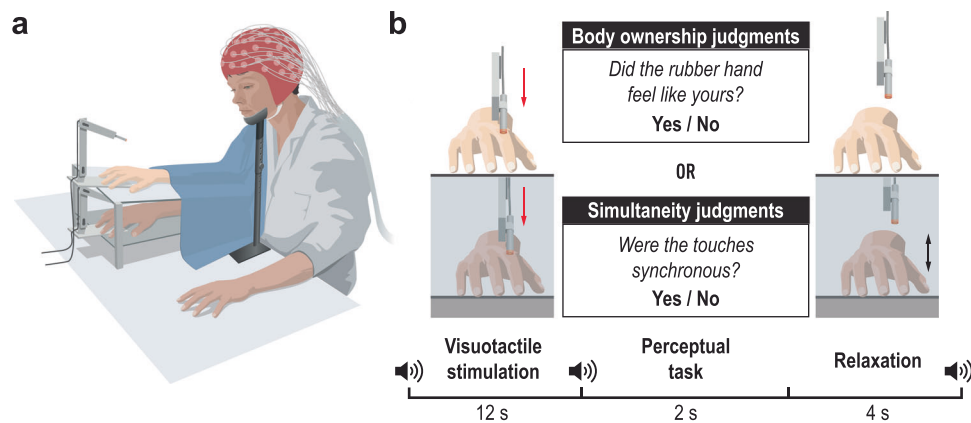 a
b
Body ownership judgments
Did the rubber hand
feel like yours?
Yes / No
OR
Simultaneity judgments
Were the touches
synchronous?
Yes / No
Visuotactile
stimulation
Perceptual
task
Relaxation
12 s
2 s
4 s